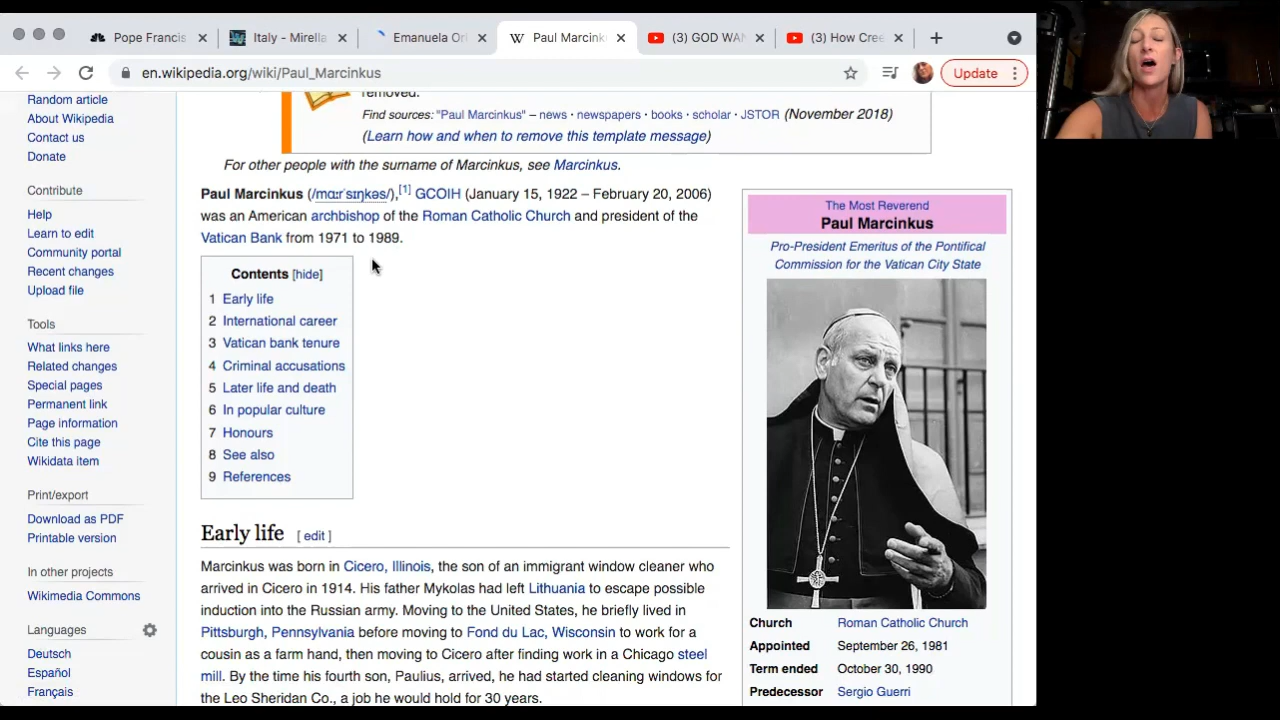 Pope Francis
Italy - Mirella
Emanuela Orl
Paul Marcink
(3) GOD WAN
(3) How Cree
en.wikipedia.org/wiki/Paul_Marcinkus
Update
Random article
About Wikipedia
Contact us
Donate
Contribute
Help
Learn to edit
Community portal
Recent changes
Upload file
Tools
What links here
Related changes
Special pages
Permanent link
Page information
Cite this page
Wikidata item
Print/export
Download as PDF
Printable version
In other projects
Wikimedia Commons
Languages
Deutsch
Español
Français
removed.
Find sources: "Paul Marcinkus" – news · newspapers · books · scholar · JSTOR (November 2018)
(Learn how and when to remove this template message)
For other people with the surname of Marcinkus, see Marcinkus.
Paul Marcinkus (/mɑːrˈsɪŋkəs/),[1] GCOIH (January 15, 1922 – February 20, 2006)
was an American archbishop of the Roman Catholic Church and president of the
Vatican Bank from 1971 to 1989.
Contents [hide]
1 Early life
2 International career
3 Vatican bank tenure
4 Criminal accusations
5 Later life and death
6 In popular culture
7 Honours
8 See also
9 References
Early life [ edit ]
Marcinkus was born in Cicero, Illinois, the son of an immigrant window cleaner who
arrived in Cicero in 1914. His father Mykolas had left Lithuania to escape possible
induction into the Russian army. Moving to the United States, he briefly lived in
Pittsburgh, Pennsylvania before moving to Fond du Lac, Wisconsin to work for a
cousin as a farm hand, then moving to Cicero after finding work in a Chicago steel
mill. By the time his fourth son, Paulius, arrived, he had started cleaning windows for
the Leo Sheridan Co., a job he would hold for 30 years.
The Most Reverend
Paul Marcinkus
Pro-President Emeritus of the Pontifical
Commission for the Vatican City State
Church Roman Catholic Church
Appointed September 26, 1981
Term ended October 30, 1990
Predecessor Sergio Guerri